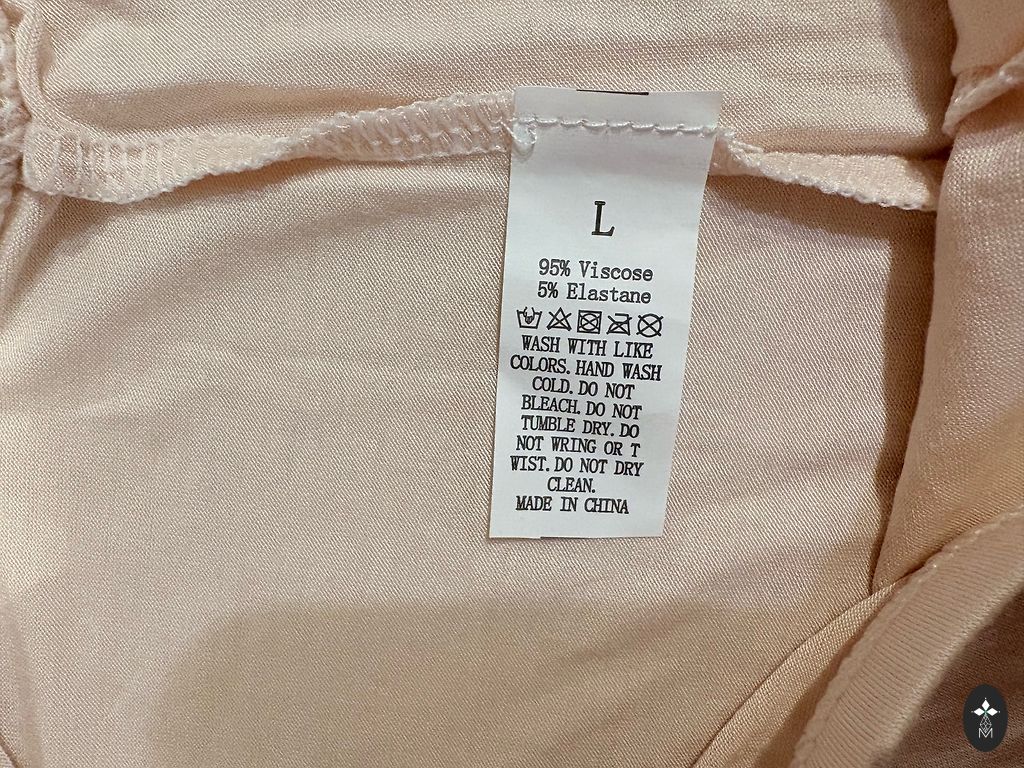 L
95% Viscose
5% Elastane
WASH WITH LIKE
COLORS. HAND WASH
COLD. DO NOT
BLEACH. DO NOT
TUMBLE DRY. DO
NOT WRING OR T
WIST. DO NOT DRY
CLEAN.
MADE IN CHINA
M